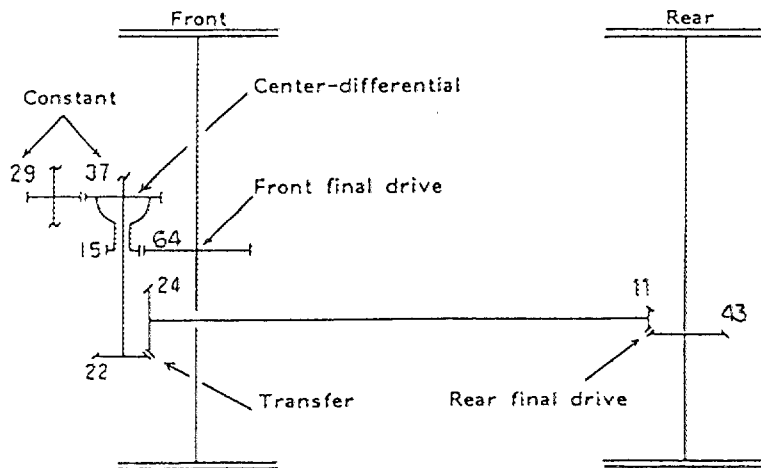 Front
Rear
Center-differential
Constant
29
37
Front final drive
15
64
24
11
43
22
Transfer
Rear final drive